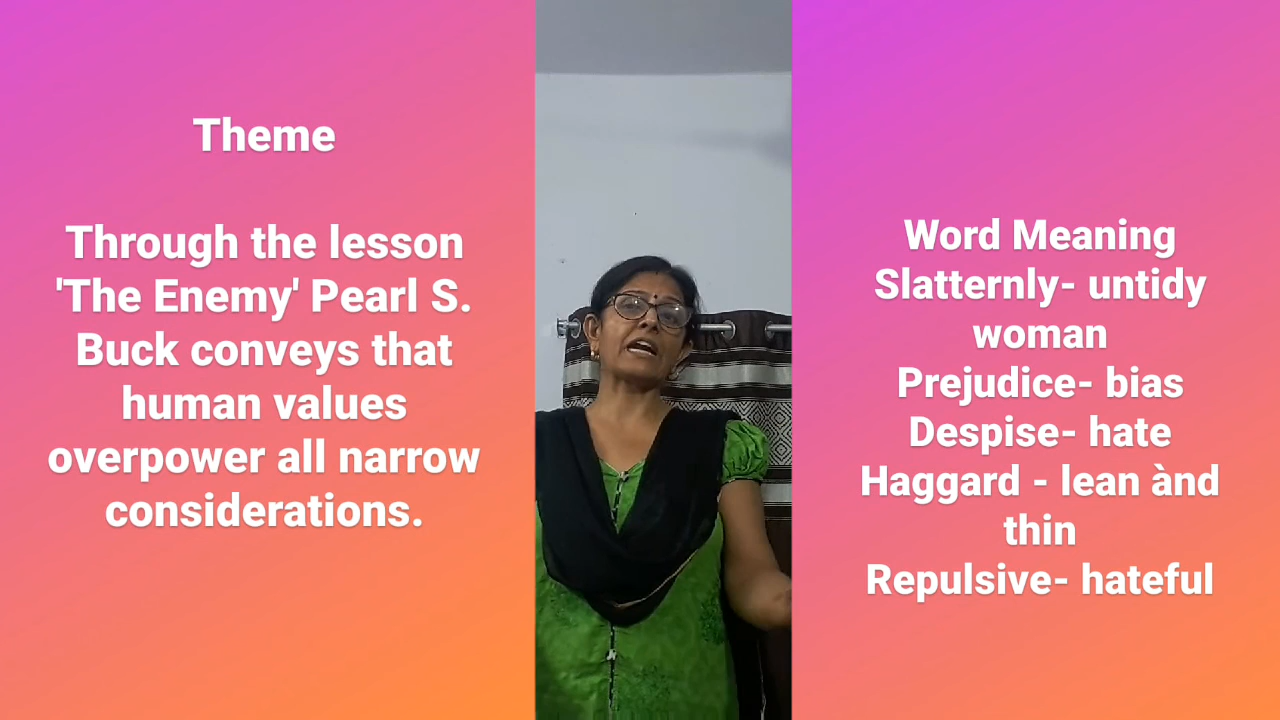 Theme
Through the lesson
'The Enemy' Pearl S.
Buck conveys that
human values
overpower all narrow
considerations.
Word Meaning
Slatternly- untidy
woman
Prejudice- bias
Despise- hate
Haggard - lean ànd
thin
Repulsive- hateful